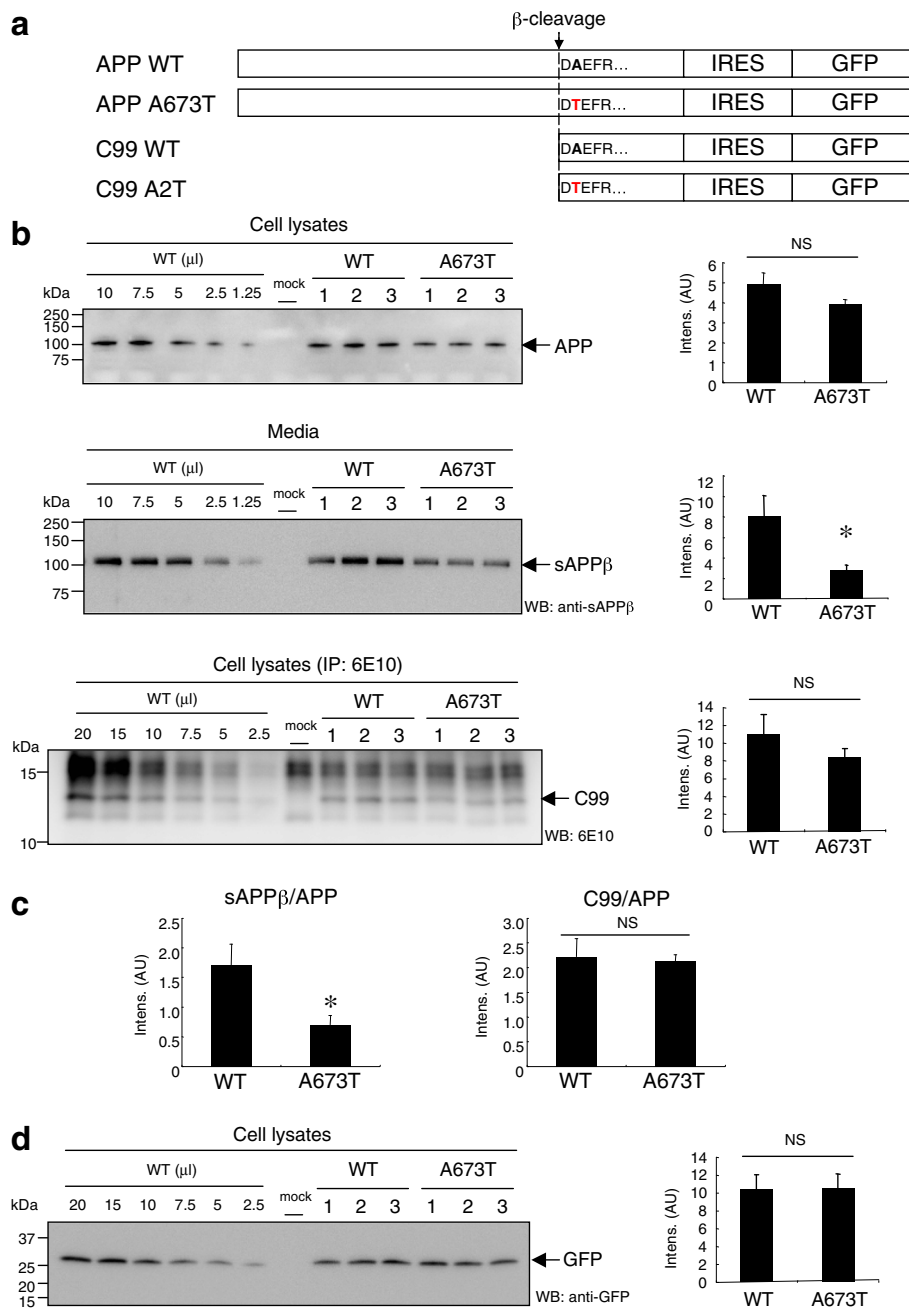 a
β-cleavage
APP WT DAEFR… IRES GFP
APP A673T DTEFR… IRES GFP
C99 WT DAEFR… IRES GFP
C99 A2T DTEFR… IRES GFP
b
Cell lysates
WT (μl) mock WT A673T
kDa 10 7.5 5 2.5 1.25 1 2 3 1 2 3
250
150
100
75
APP
NS
Intens. (AU)
6
5
4
3
2
1
0
WT A673T
Media
WT (μl) mock WT A673T
kDa 10 7.5 5 2.5 1.25 1 2 3 1 2 3
250
150
100
75
sAPPβ
WB: anti-sAPPβ
Intens. (AU)
12
10
8
6
4
2
0
*
WT A673T
Cell lysates (IP: 6E10)
WT (μl) mock WT A673T
kDa 20 15 10 7.5 5 2.5 1 2 3 1 2 3
15
10
C99
WB: 6E10
NS
Intens. (AU)
14
12
10
8
6
4
2
0
WT A673T
c
sAPPβ/APP
Intens. (AU)
2.5
2.0
1.5
1.0
0.5
0
*
WT A673T
C99/APP
NS
Intens. (AU)
3.0
2.5
2.0
1.5
1.0
0.5
0
WT A673T
d
Cell lysates
WT (μl) mock WT A673T
kDa 20 15 10 7.5 5 2.5 1 2 3 1 2 3
37
25
20
15
GFP
WB: anti-GFP
NS
Intens. (AU)
14
12
10
8
6
4
2
0
WT A673T